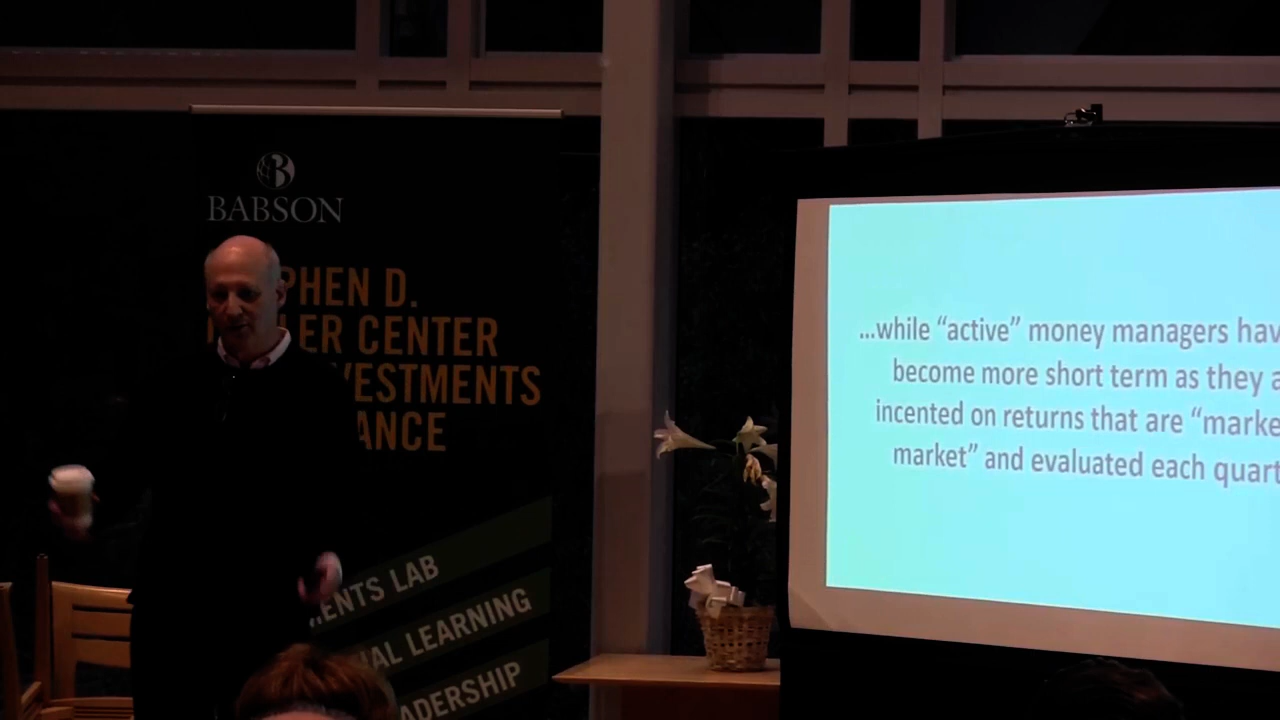 BABSON
PHEN D.
LER CENTER
VESTMENTS
ANCE
ENTS LAB
IAL LEARNING
ADERSHIP
...while “active” money managers hav
become more short term as they a
incented on returns that are “marke
market” and evaluated each quart